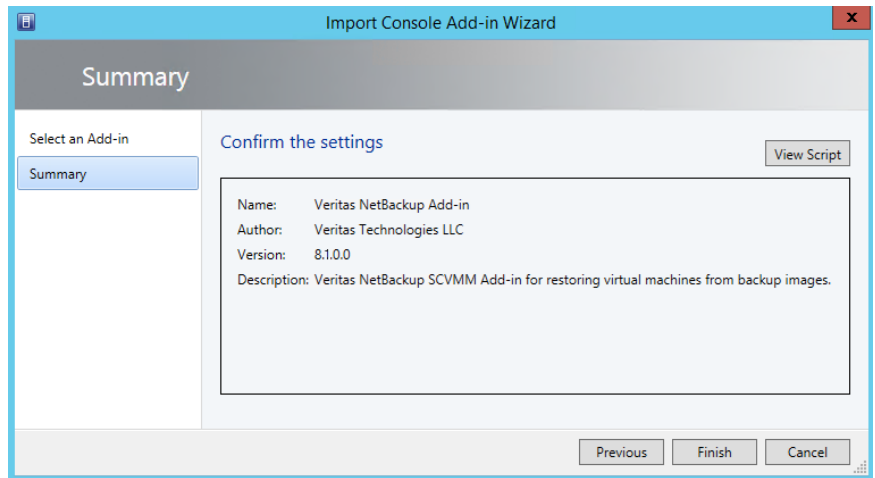 Import Console Add-in Wizard
x
Summary
Select an Add-in
Summary
Confirm the settings
View Script
Name: Veritas NetBackup Add-in
Author: Veritas Technologies LLC
Version: 8.1.0.0
Description: Veritas NetBackup SCVMM Add-in for restoring virtual machines from backup images.
Previous Finish Cancel